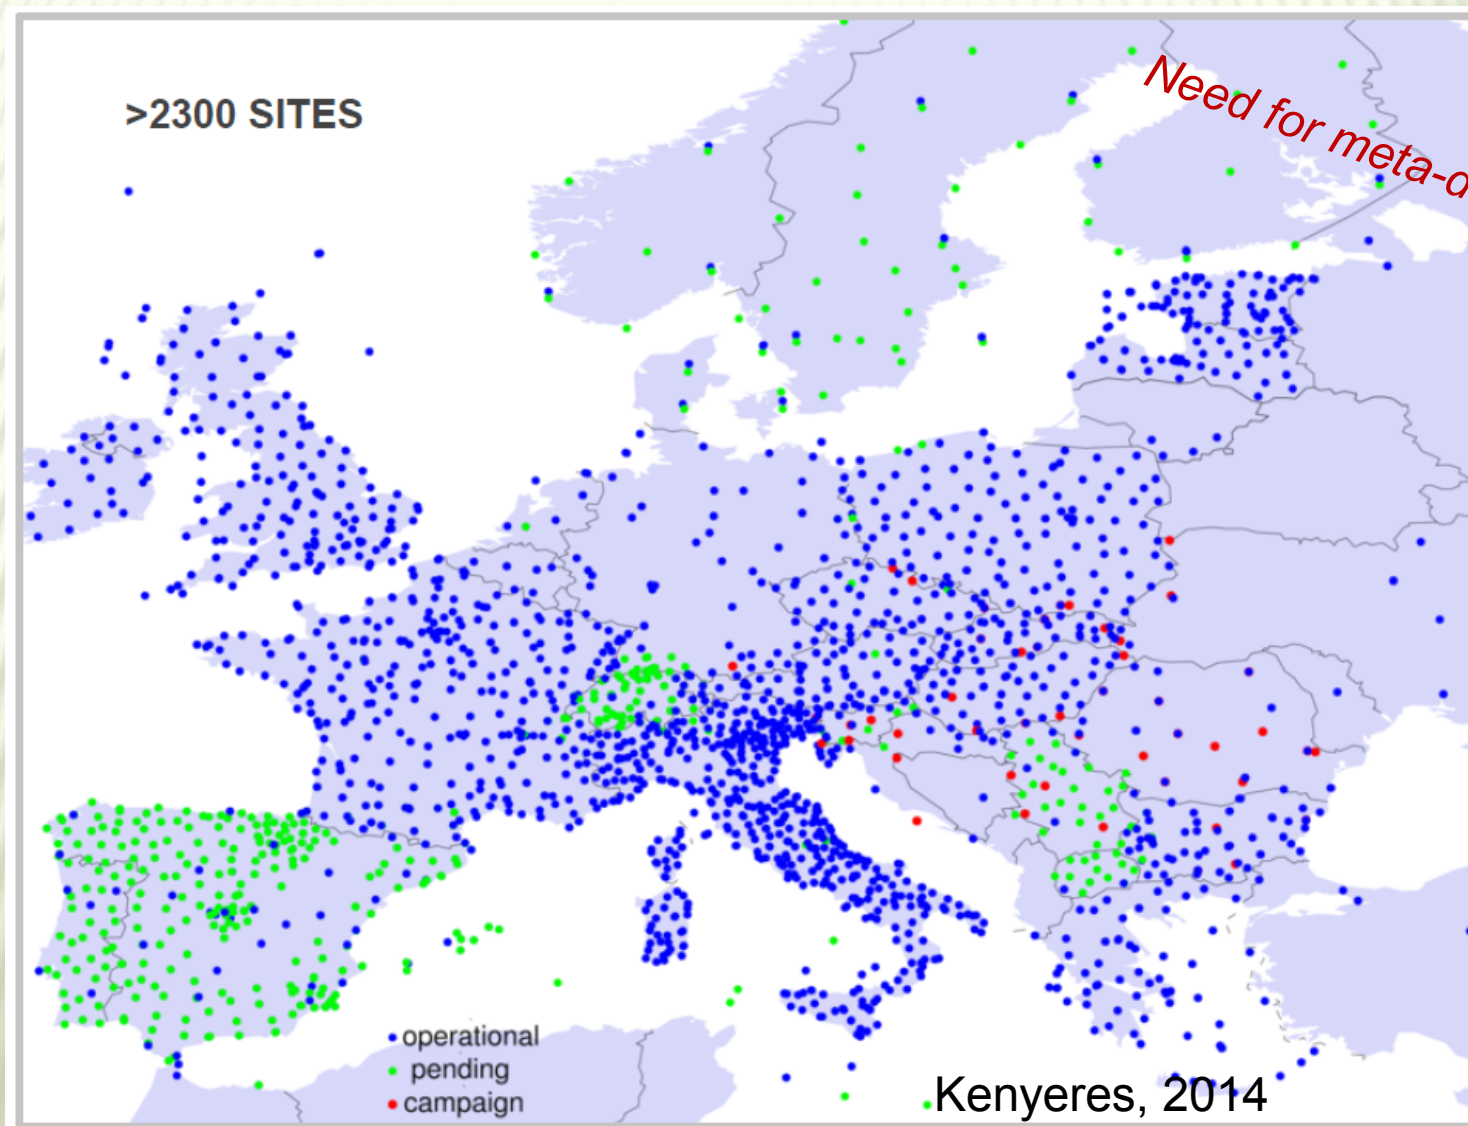 >2300 SITES
Need for meta-d
operational
pending
campaign
Kenyeres, 2014